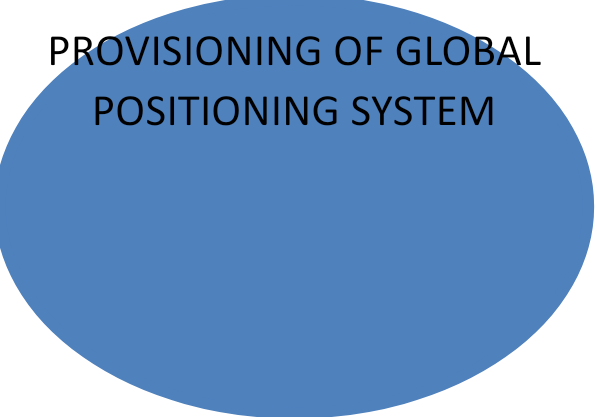 PROVISIONING OF GLOBAL
POSITIONING SYSTEM